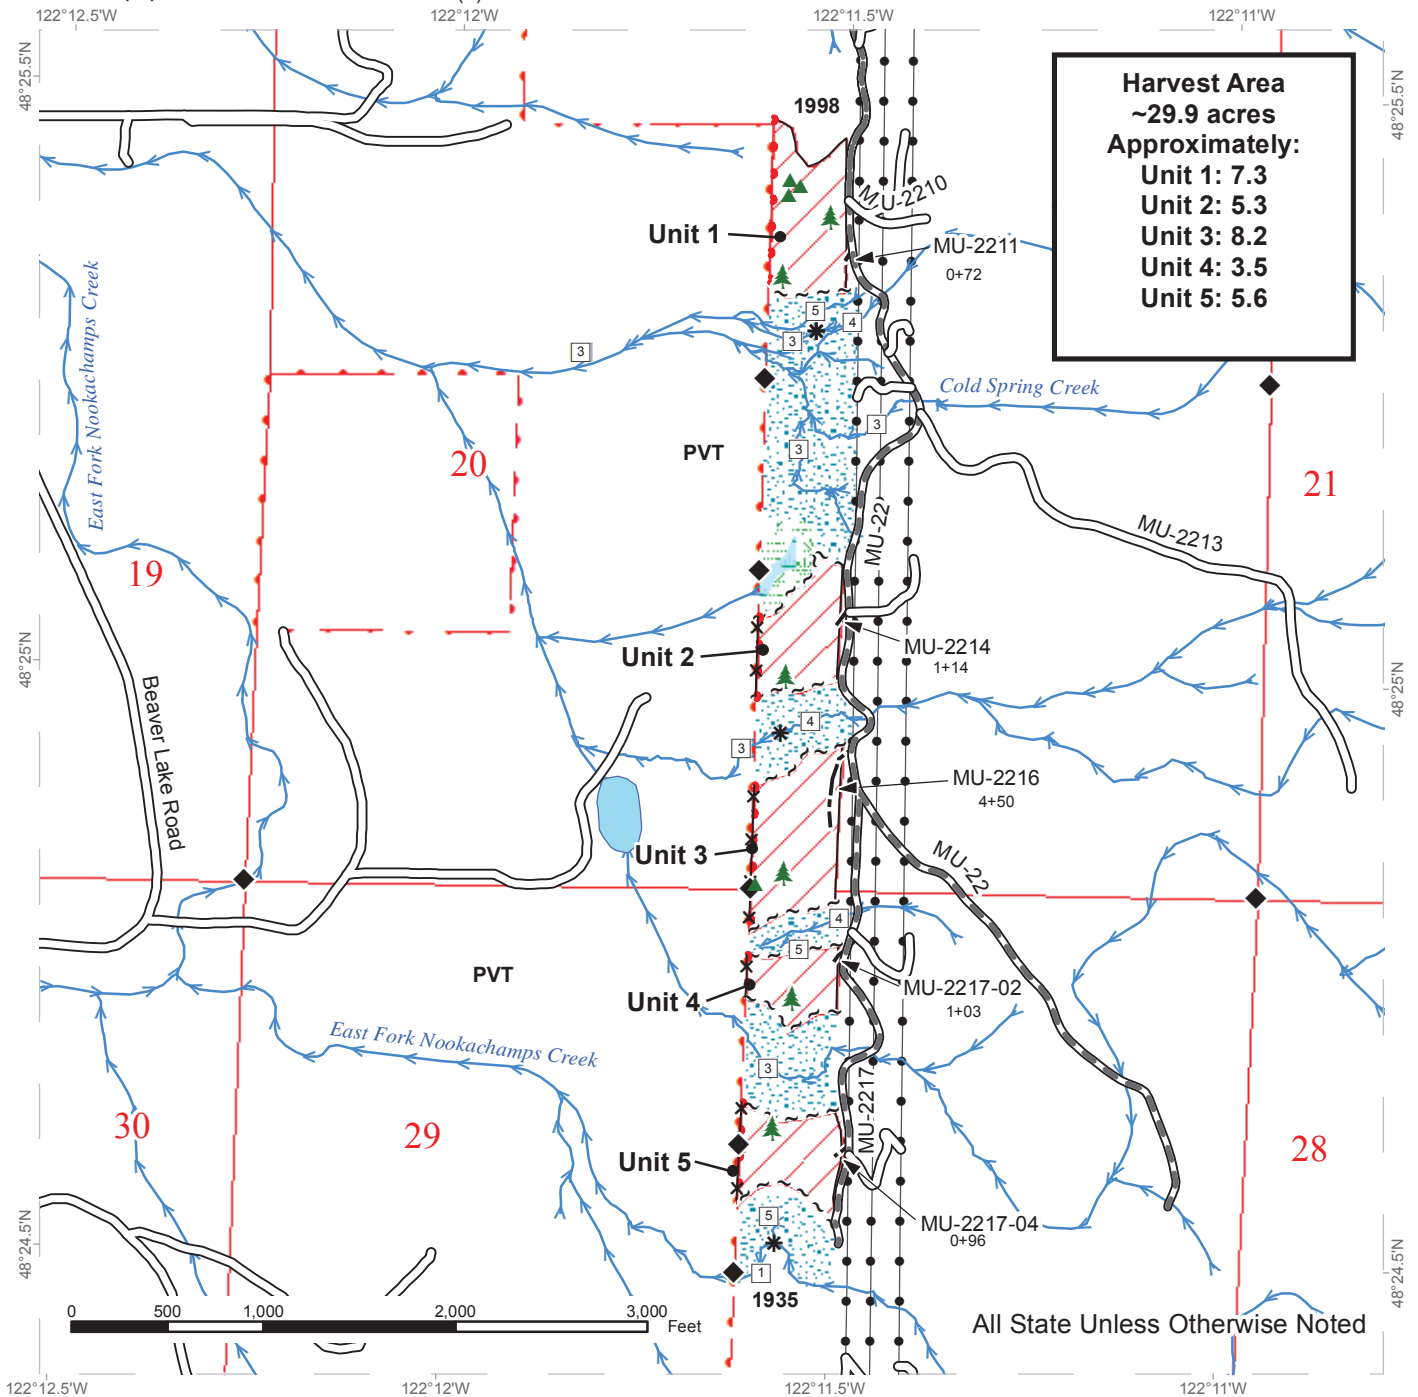 122°12.5'W
122°12'W
122°11.5'W
122°11'W
48°25.5'N
48°25.5'N
1998
Harvest Area
~29.9 acres
Approximately:
Unit 1: 7.3
Unit 2: 5.3
Unit 3: 8.2
Unit 4: 3.5
Unit 5: 5.6
MU-2210
Unit 1
MU-2211
0+72
East Fork Nookachamps Creek
5
4
3
3
Cold Spring Creek
3
3
PVT
20
21
MU-22
MU-2213
19
48°25'N
48°25'N
Unit 2
MU-2214
1+14
Beaver Lake Road
4
3
MU-2216
4+50
Unit 3
MU-22
4
5
PVT
Unit 4
MU-2217-02
1+03
East Fork Nookachamps Creek
3
MU-2217
30
29
28
Unit 5
5
MU-2217-04
0+96
48°24.5'N
48°24.5'N
1
1935
0
500
1,000
2,000
3,000
Feet
All State Unless Otherwise Noted
122°12.5'W
122°12'W
122°11.5'W
122°11'W